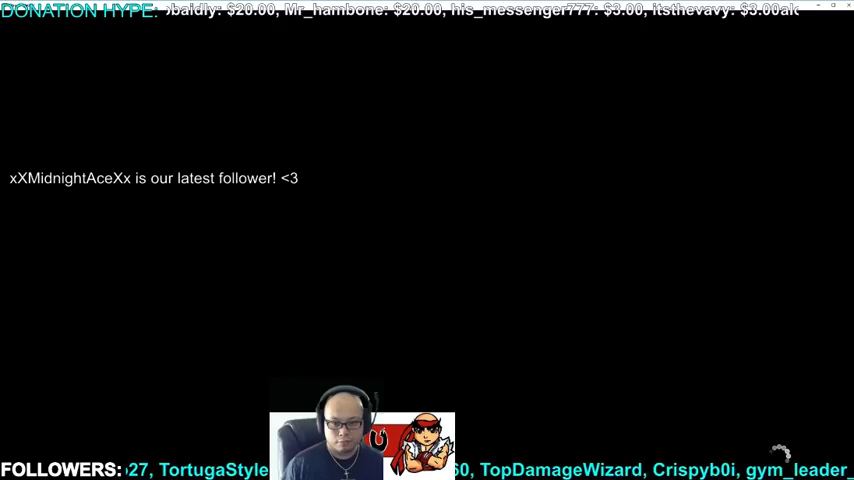 DONATION HYPE: baidly: $20.00, Mr_hambone: $20.00, his_messenger777: $3.00, itsthevavy: $3.00
xXMidnightAceXx is our latest follower! <3
FOLLOWERS: 27, TortugaStyle 60, TopDamageWizard, Crispyb0i, gym_leader_